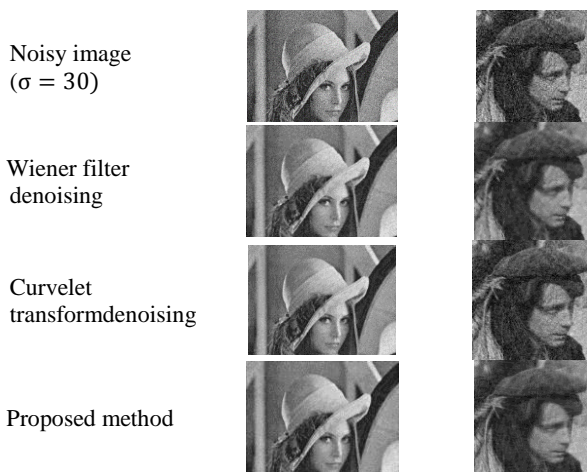 Noisy image
(σ = 30)
Wiener filter
denoising
Curvelet
transformdenoising
Proposed method